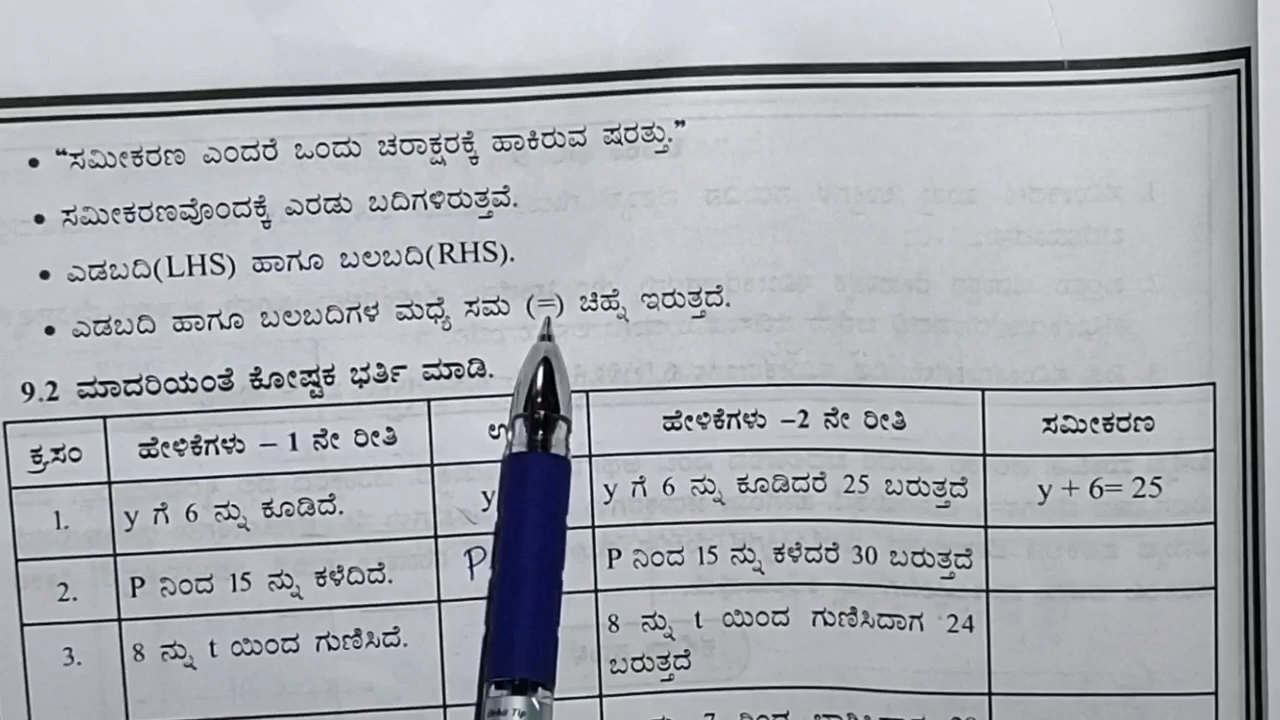 • “ಸಮೀಕರಣ ಎಂದರೆ ಒಂದು ಚರಾಕ್ಷರಕ್ಕೆ ಹಾಕಿರುವ ಷರತ್ತು.”
• ಸಮೀಕರಣವೊಂದಕ್ಕೆ ಎರಡು ಬದಿಗಳಿರುತ್ತವೆ.
• ಎಡಬದಿ(LHS) ಹಾಗೂ ಬಲಬದಿ(RHS).
• ಎಡಬದಿ ಹಾಗೂ ಬಲಬದಿಗಳ ಮಧ್ಯೆ ಸಮ (=) ಚಿಹ್ನೆ ಇರುತ್ತದೆ.
9.2 ಮಾದರಿಯಂತೆ ಕೋಷ್ಟಕ ಭರ್ತಿ ಮಾಡಿ.
ಕ್ರ.ಸಂ ಹೇಳಿಕೆಗಳು – 1 ನೇ ರೀತಿ ಹೇಳಿಕೆಗಳು –2 ನೇ ರೀತಿ ಸಮೀಕರಣ
1. y ಗೆ 6 ನ್ನು ಕೂಡಿದೆ. y y ಗೆ 6 ನ್ನು ಕೂಡಿದರೆ 25 ಬರುತ್ತದೆ y + 6= 25
2. P ನಿಂದ 15 ನ್ನು ಕಳೆದಿದೆ. P P ನಿಂದ 15 ನ್ನು ಕಳೆದರೆ 30 ಬರುತ್ತದೆ
3. 8 ನ್ನು t ಯಿಂದ ಗುಣಿಸಿದೆ. 8 ನ್ನು t ಯಿಂದ ಗುಣಿಸಿದಾಗ 24
ಬರುತ್ತದೆ